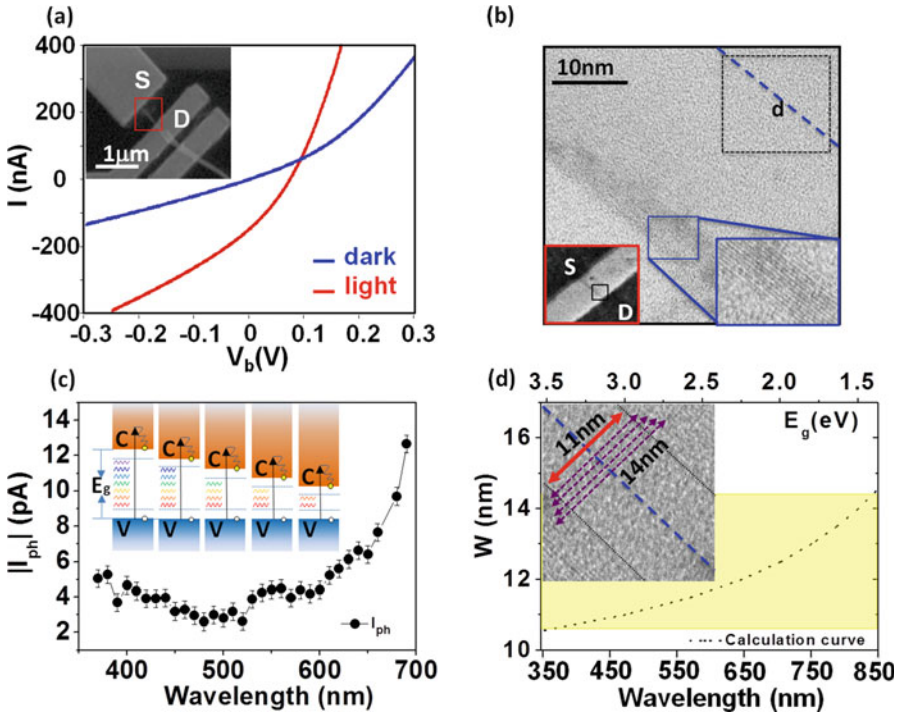 (a)
400
200
0
-200
-400
I (nA)
S
D
1μm
dark
light
-0.3
-0.2
-0.1
0
0.1
0.2
0.3
V_b(V)
(b)
10nm
d
S
D
(c)
14
12
10
8
6
4
2
|I_ph| (pA)
C
C
C
C
C
E_g
V
V
V
V
V
I_ph
400
450
500
550
600
650
700
Wavelength (nm)
(d)
3.5
3.0
2.5
2.0
1.5
E_g(eV)
16
14
12
10
W (nm)
11nm
14nm
Calculation curve
350
450
550
650
750
850
Wavelength (nm)